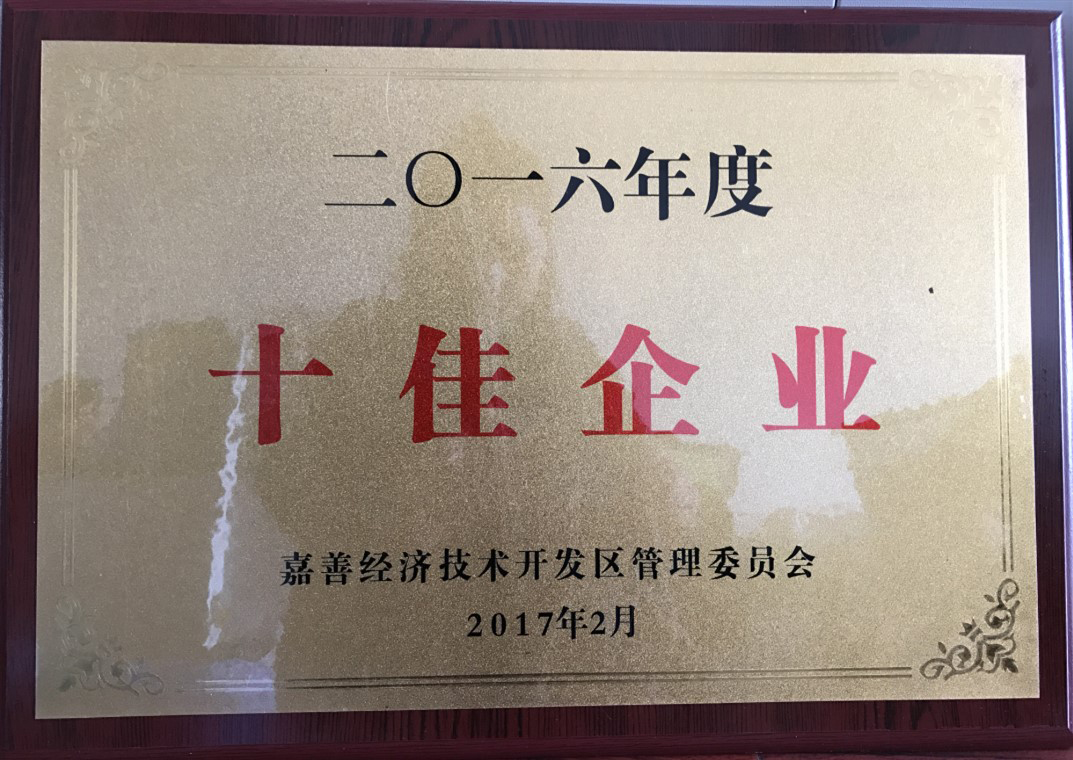 二〇一六年度
十佳企业
嘉善经济技术开发区管理委员会
2017年2月